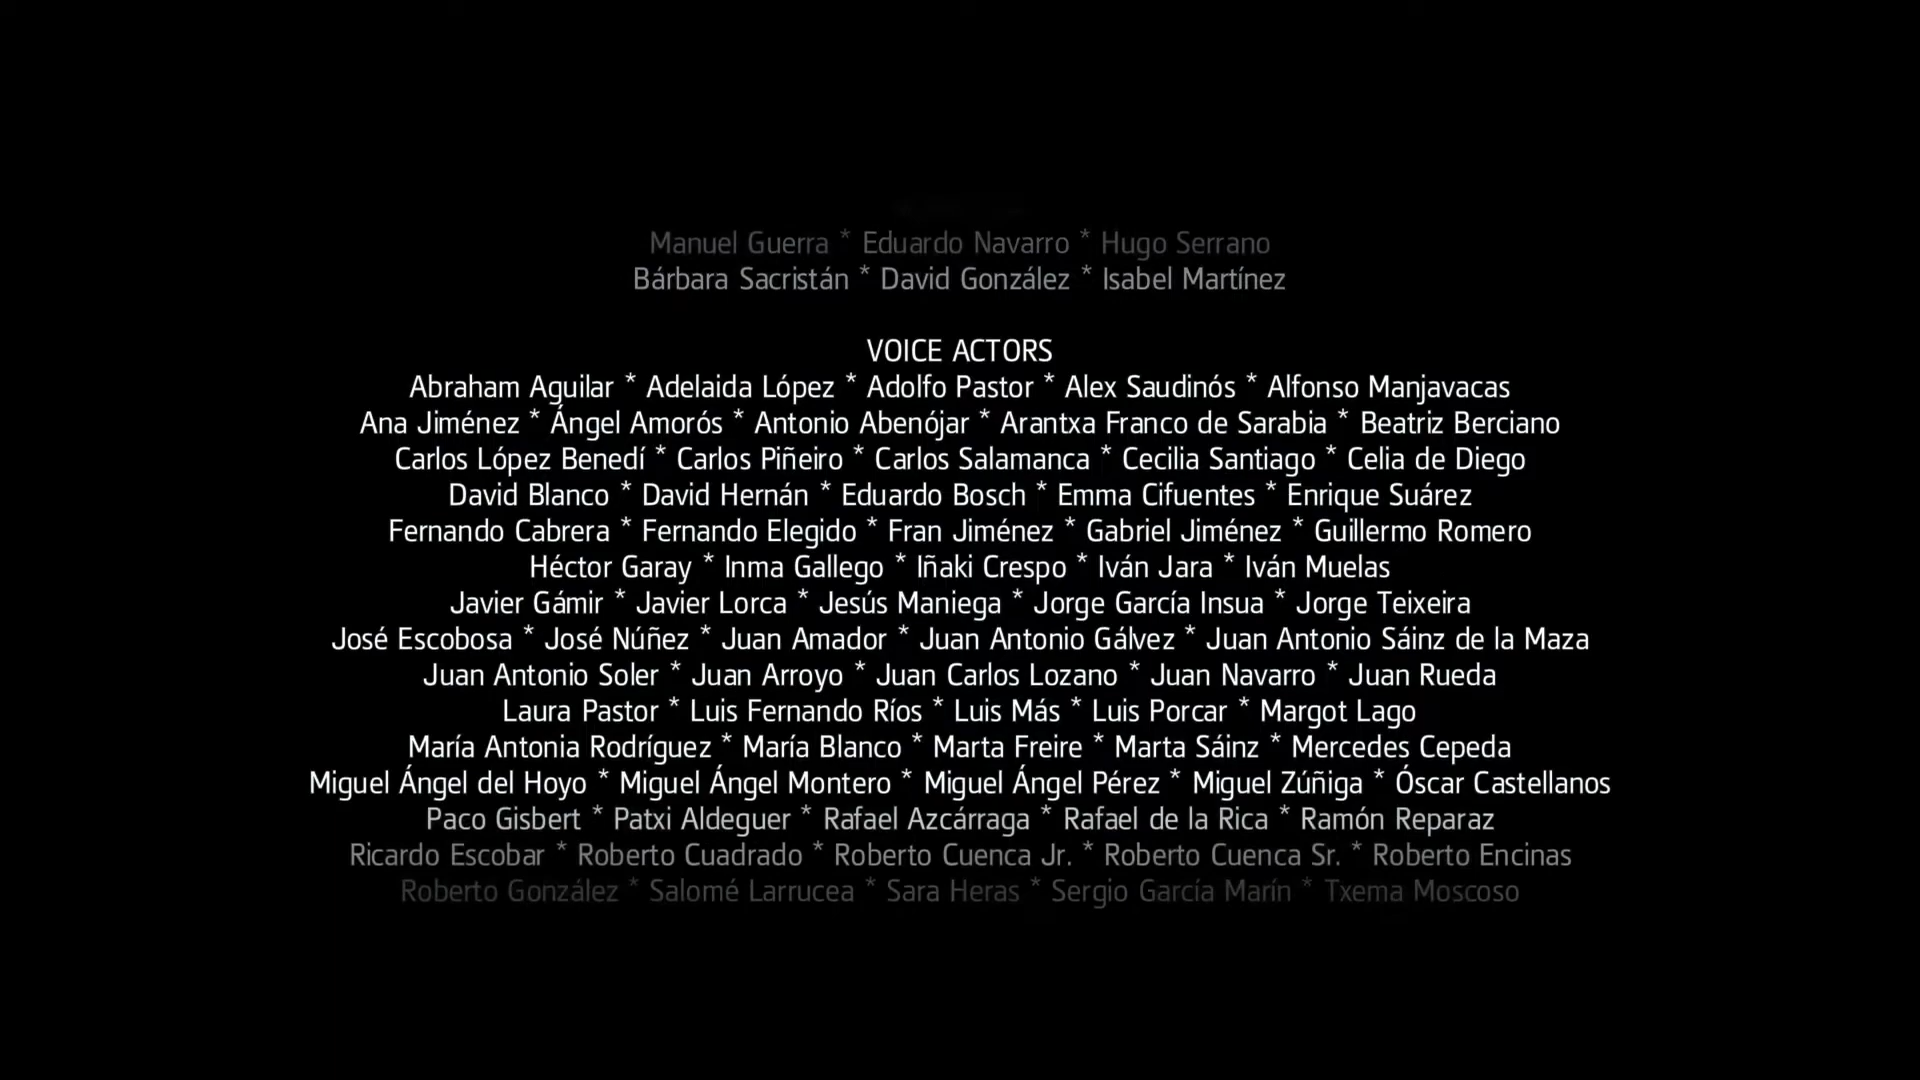 Manuel Guerra * Eduardo Navarro * Hugo Serrano
Bárbara Sacristán * David González * Isabel Martínez
VOICE ACTORS
Abraham Aguilar * Adelaida López * Adolfo Pastor * Alex Saudinós * Alfonso Manjavacas
Ana Jiménez * Ángel Amorós * Antonio Abenójar * Arantxa Franco de Sarabia * Beatriz Berciano
Carlos López Benedí * Carlos Piñeiro * Carlos Salamanca * Cecilia Santiago * Celia de Diego
David Blanco * David Hernán * Eduardo Bosch * Emma Cifuentes * Enrique Suárez
Fernando Cabrera * Fernando Elegido * Fran Jiménez * Gabriel Jiménez * Guillermo Romero
Héctor Garay * Inma Gallego * Iñaki Crespo * Iván Jara * Iván Muelas
Javier Gámir * Javier Lorca * Jesús Maniega * Jorge García Insua * Jorge Teixeira
José Escobosa * José Núñez * Juan Amador * Juan Antonio Gálvez * Juan Antonio Sáinz de la Maza
Juan Antonio Soler * Juan Arroyo * Juan Carlos Lozano * Juan Navarro * Juan Rueda
Laura Pastor * Luis Fernando Ríos * Luis Más * Luis Porcar * Margot Lago
María Antonia Rodríguez * María Blanco * Marta Freire * Marta Sáinz * Mercedes Cepeda
Miguel Ángel del Hoyo * Miguel Ángel Montero * Miguel Ángel Pérez * Miguel Zúñiga * Óscar Castellanos
Paco Gisbert * Patxi Aldeguer * Rafael Azcárraga * Rafael de la Rica * Ramón Reparaz
Ricardo Escobar * Roberto Cuadrado * Roberto Cuenca Jr. * Roberto Cuenca Sr. * Roberto Encinas
Roberto González * Salomé Larrucea * Sara Heras * Sergio García Marín * Txema Moscoso